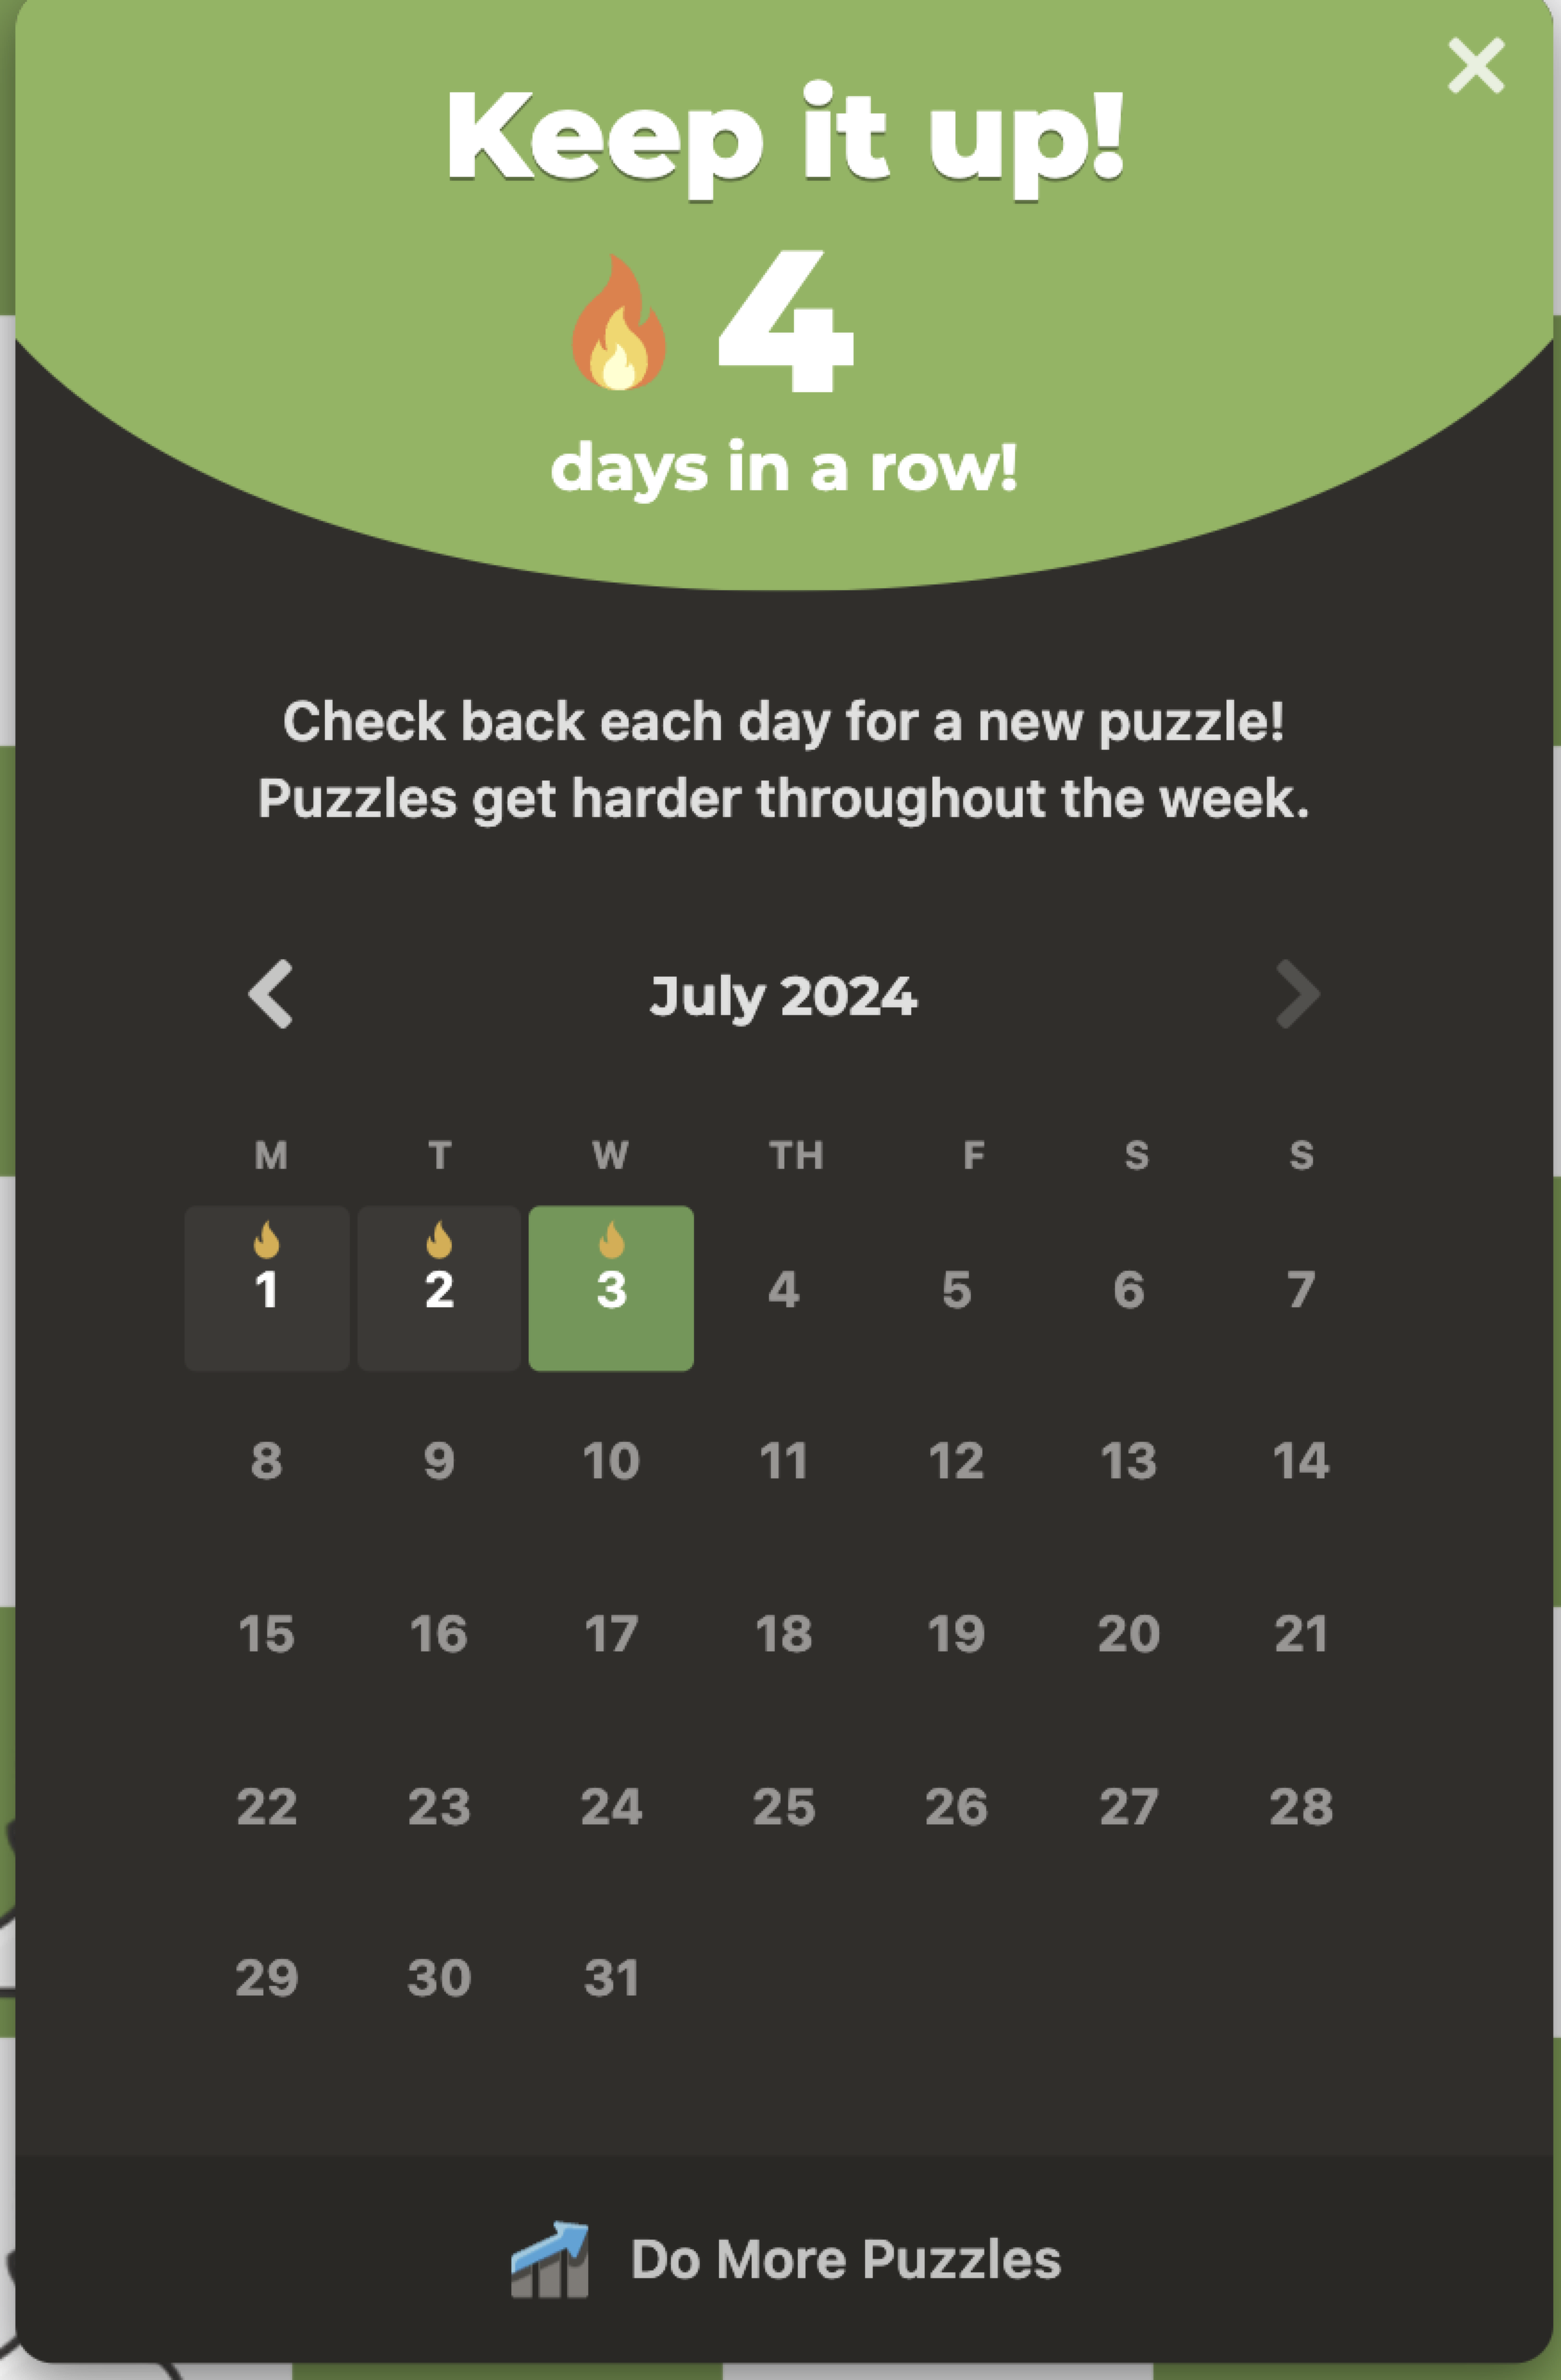 Keep it up!
4
days in a row!
Check back each day for a new puzzle!
Puzzles get harder throughout the week.
July 2024
M T W TH F S S
1 2 3 4 5 6 7
8 9 10 11 12 13 14
15 16 17 18 19 20 21
22 23 24 25 26 27 28
29 30 31
Do More Puzzles